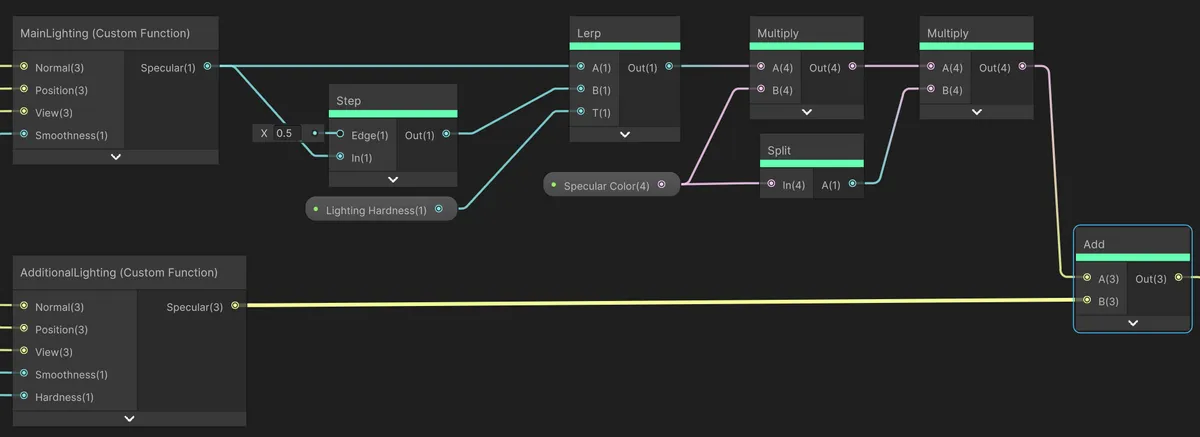 MainLighting (Custom Function)
Normal(3)
Specular(1)
Position(3)
View(3)
Smoothness(1)
X 0.5
Step
Edge(1)
Out(1)
In(1)
Lighting Hardness(1)
Lerp
A(1)
Out(1)
B(1)
T(1)
Specular Color(4)
Multiply
A(4)
Out(4)
B(4)
Split
In(4)
A(1)
Multiply
A(4)
Out(4)
B(4)
AdditionalLighting (Custom Function)
Normal(3)
Specular(3)
Position(3)
View(3)
Smoothness(1)
Hardness(1)
Add
A(3)
Out(3)
B(3)